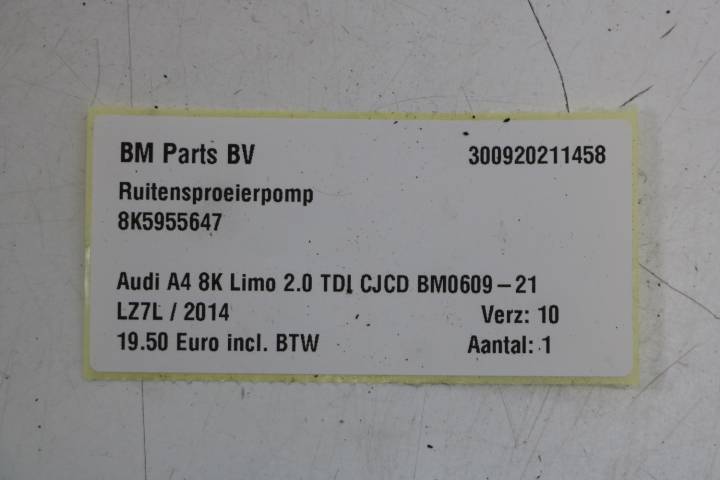 BM Parts BV 300920211458
Ruitensproeierpomp
8K5955647
Audi A4 8K Limo 2.0 TDI CJCD BM0609-21
LZ7L / 2014 Verz: 10
19.50 Euro incl. BTW Aantal: 1